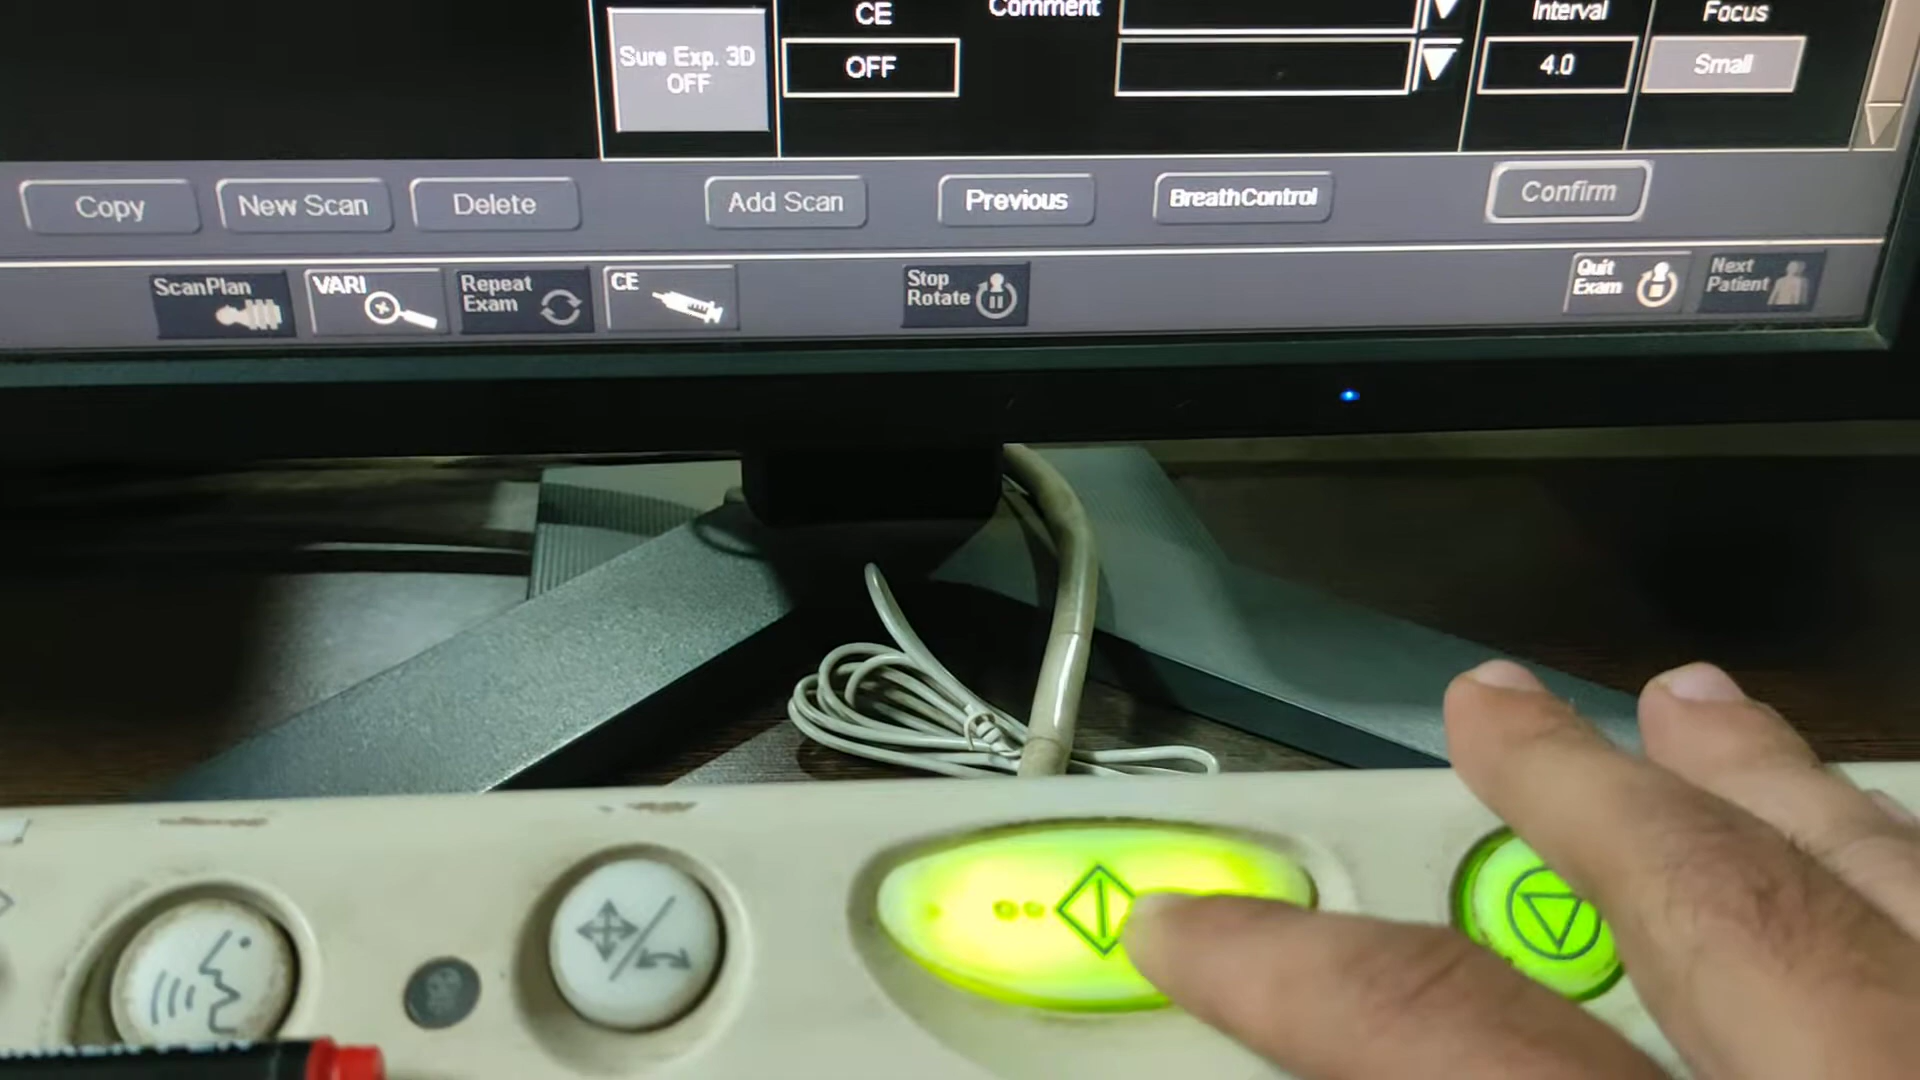 CE
Comment
Interval
Focus
Sure Exp. 3D
OFF
OFF
4.0
Small
Copy
New Scan
Delete
Add Scan
Previous
BreathControl
Confirm
ScanPlan
VARI
Repeat
Exam
CE
Stop
Rotate
Quit
Exam
Next
Patient